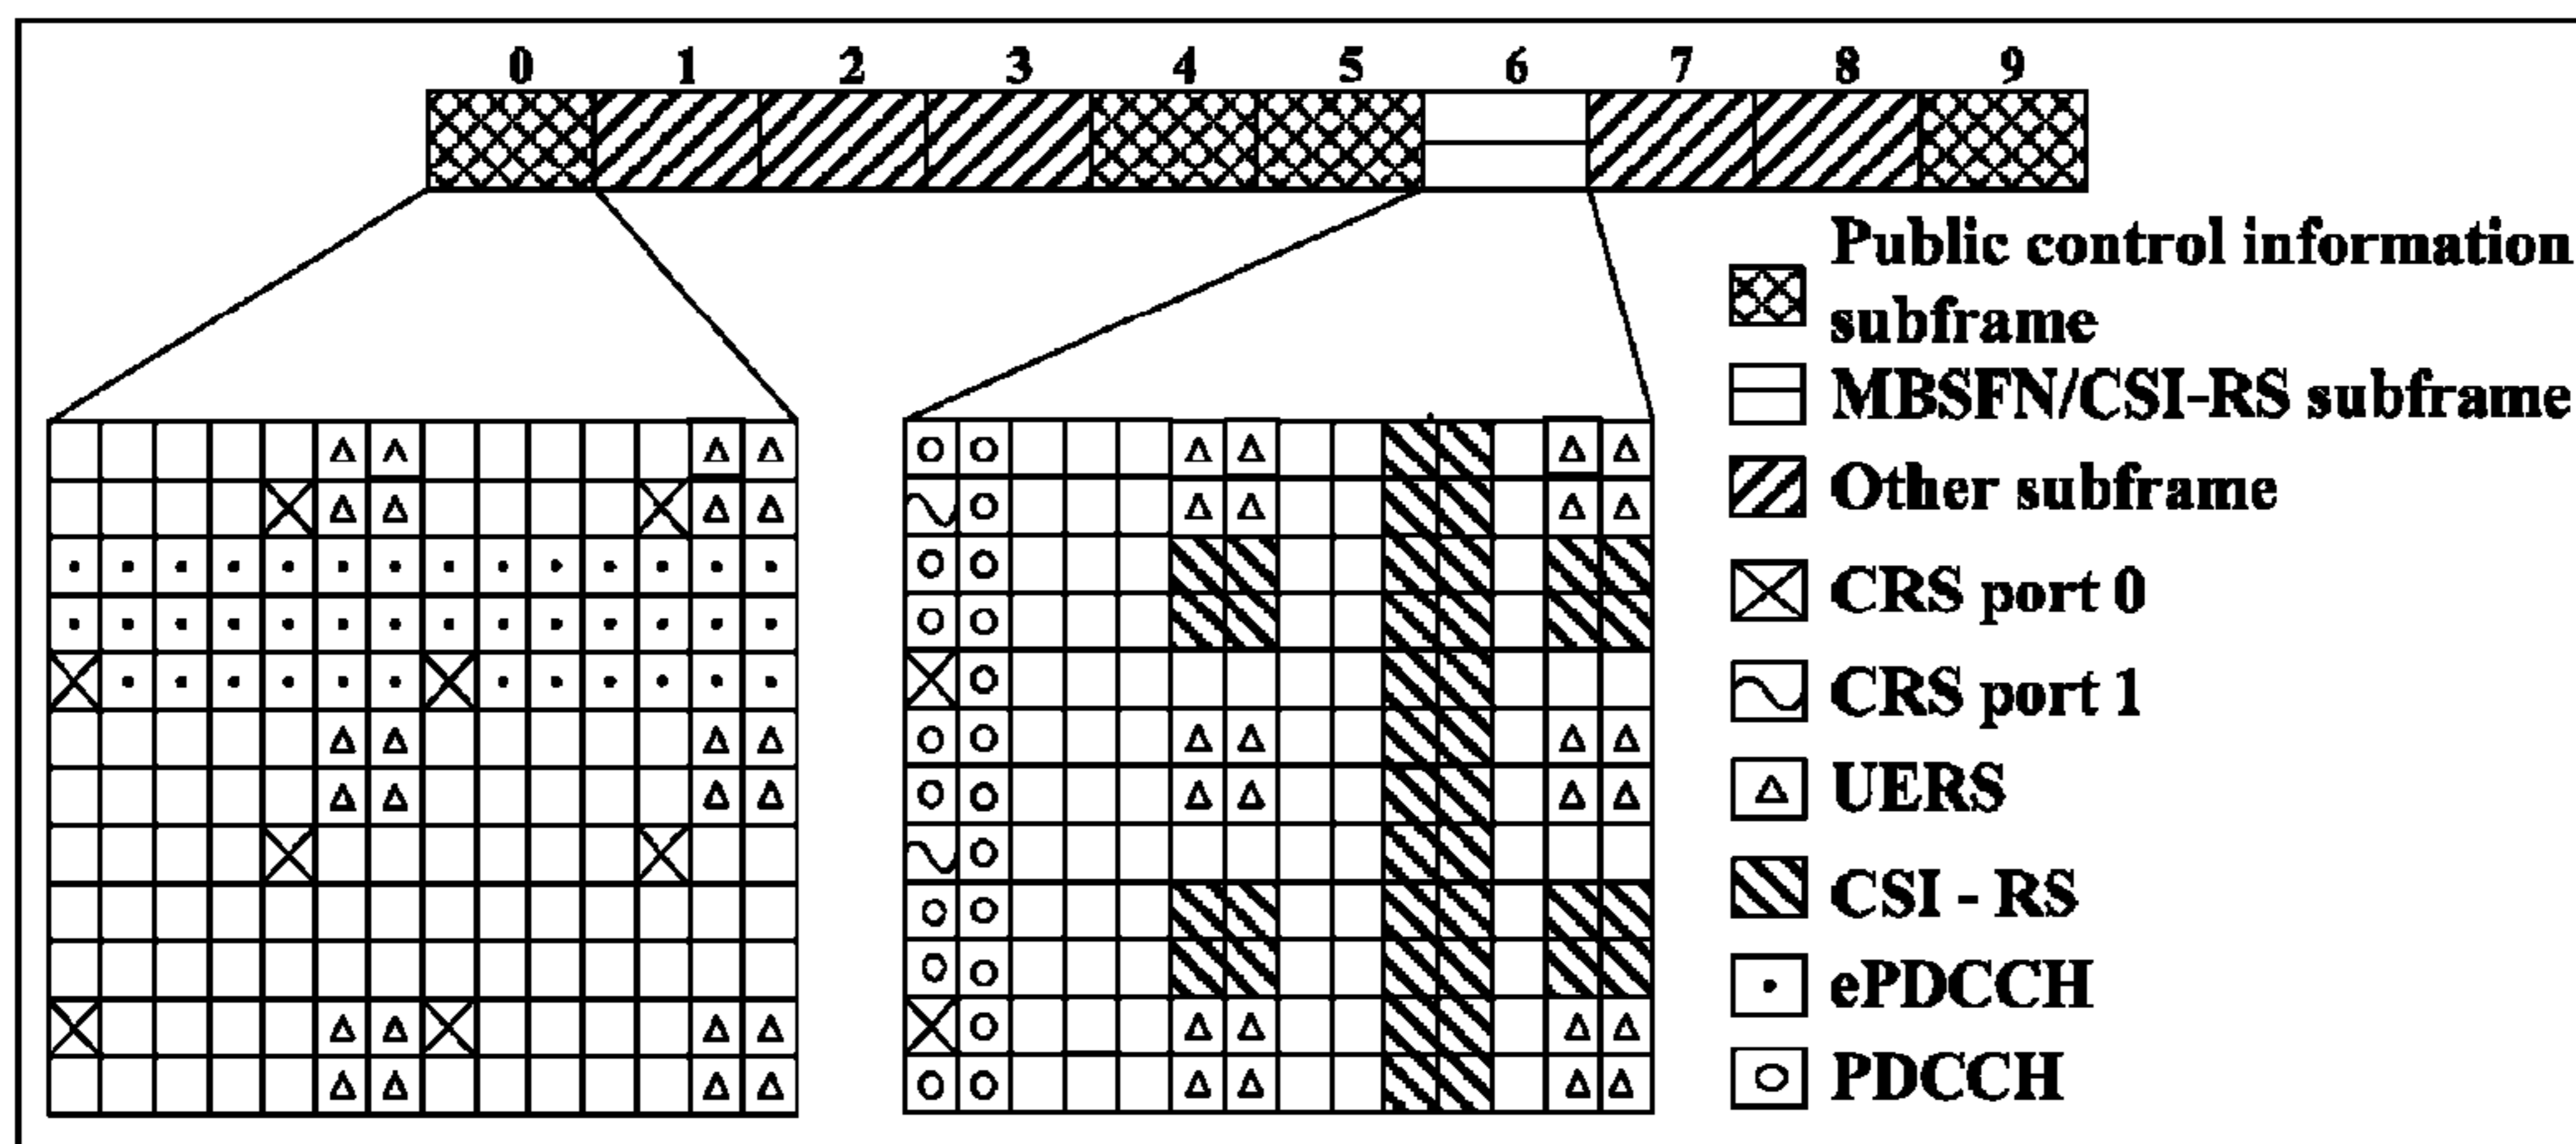 0 1 2 3 4 5 6 7 8 9
Public control information
subframe
MBSFN/CSI-RS subframe
Other subframe
CRS port 0
CRS port 1
UERS
CSI - RS
ePDCCH
PDCCH